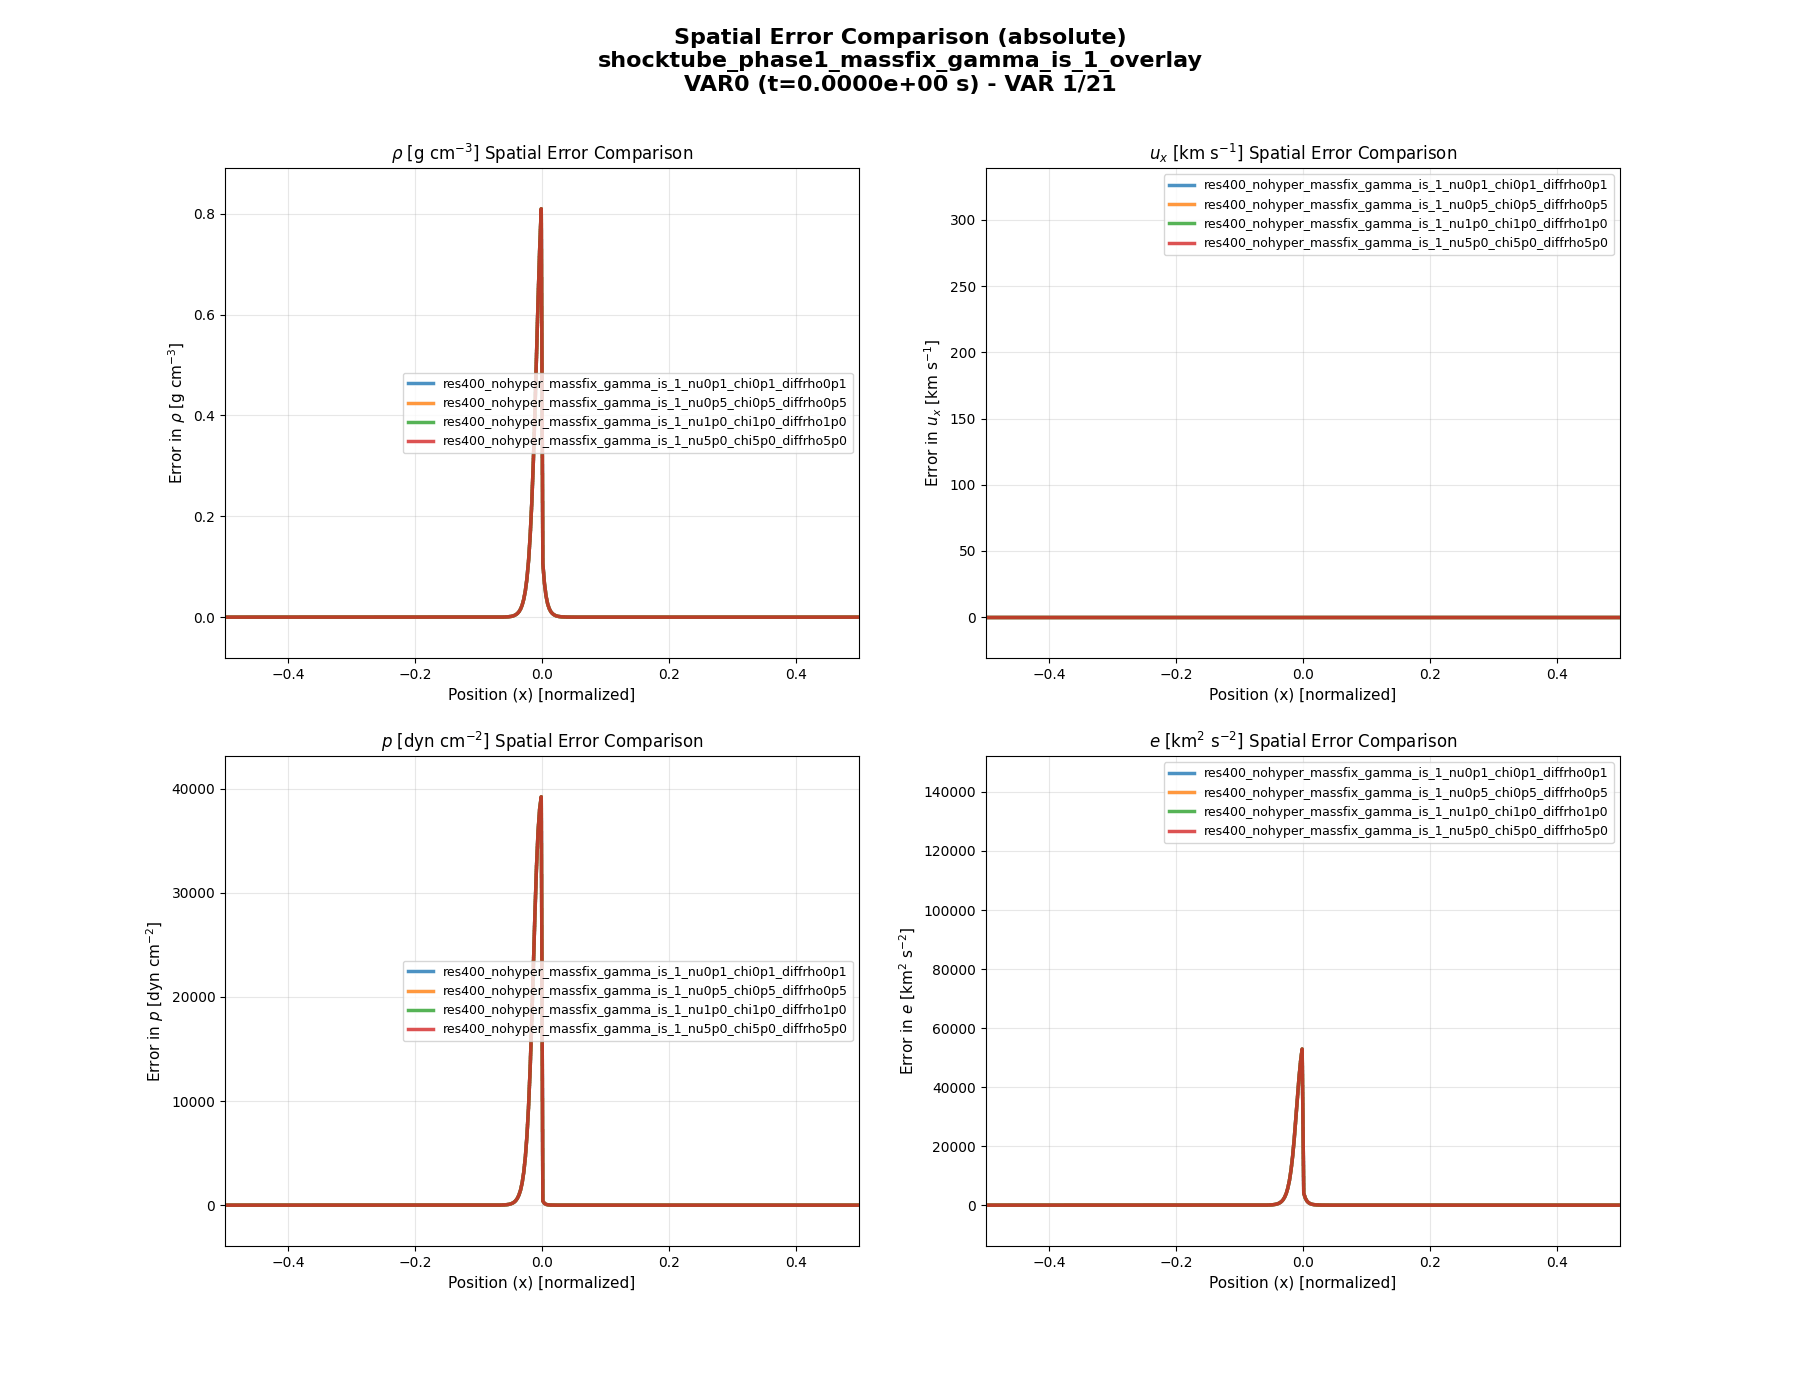 Spatial Error Comparison (absolute)
shocktube_phase1_massfix_gamma_is_1_overlay
VAR0 (t=0.0000e+00 s) - VAR 1/21
ρ [g cm⁻³] Spatial Error Comparison
Error in ρ [g cm⁻³]
0.8
0.6
0.4
0.2
0.0
res400_nohyper_massfix_gamma_is_1_nu0p1_chi0p1_diffrho0p1
res400_nohyper_massfix_gamma_is_1_nu0p5_chi0p5_diffrho0p5
res400_nohyper_massfix_gamma_is_1_nu1p0_chi1p0_diffrho1p0
res400_nohyper_massfix_gamma_is_1_nu5p0_chi5p0_diffrho5p0
−0.4 −0.2 0.0 0.2 0.4
Position (x) [normalized]
uₓ [km s⁻¹] Spatial Error Comparison
Error in uₓ [km s⁻¹]
300
250
200
150
100
50
0
res400_nohyper_massfix_gamma_is_1_nu0p1_chi0p1_diffrho0p1
res400_nohyper_massfix_gamma_is_1_nu0p5_chi0p5_diffrho0p5
res400_nohyper_massfix_gamma_is_1_nu1p0_chi1p0_diffrho1p0
res400_nohyper_massfix_gamma_is_1_nu5p0_chi5p0_diffrho5p0
−0.4 −0.2 0.0 0.2 0.4
Position (x) [normalized]
p [dyn cm⁻²] Spatial Error Comparison
Error in p [dyn cm⁻²]
40000
30000
20000
10000
0
res400_nohyper_massfix_gamma_is_1_nu0p1_chi0p1_diffrho0p1
res400_nohyper_massfix_gamma_is_1_nu0p5_chi0p5_diffrho0p5
res400_nohyper_massfix_gamma_is_1_nu1p0_chi1p0_diffrho1p0
res400_nohyper_massfix_gamma_is_1_nu5p0_chi5p0_diffrho5p0
−0.4 −0.2 0.0 0.2 0.4
Position (x) [normalized]
e [km² s⁻²] Spatial Error Comparison
Error in e [km² s⁻²]
140000
120000
100000
80000
60000
40000
20000
0
res400_nohyper_massfix_gamma_is_1_nu0p1_chi0p1_diffrho0p1
res400_nohyper_massfix_gamma_is_1_nu0p5_chi0p5_diffrho0p5
res400_nohyper_massfix_gamma_is_1_nu1p0_chi1p0_diffrho1p0
res400_nohyper_massfix_gamma_is_1_nu5p0_chi5p0_diffrho5p0
−0.4 −0.2 0.0 0.2 0.4
Position (x) [normalized]